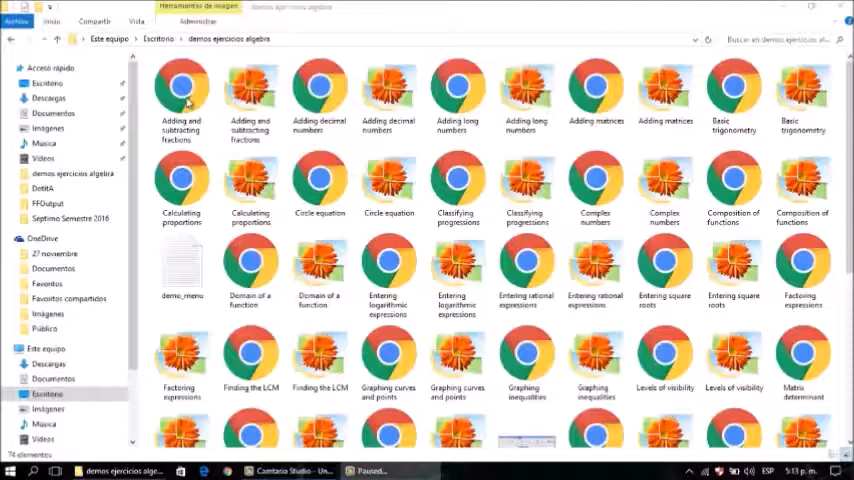 Herramientas de imagen
demos ejercicios algebra
Archivo Inicio Compartir Vista Administrar
Este equipo Escritorio demos ejercicios algebra
Buscar en demos ejercicios al...
Acceso rápido
Escritorio
Descargas
Documentos
Imágenes
Música
Vídeos
demos ejercicios algebra
DotitA
FFOutput
Septimo Semestre 2016
OneDrive
27 noviembre
Documentos
Favoritos
Favoritos compartidos
Imágenes
Público
Este equipo
Descargas
Documentos
Escritorio
Imágenes
Música
Vídeos
Adding and subtracting fractions
Adding and subtracting fractions
Adding decimal numbers
Adding decimal numbers
Adding long numbers
Adding long numbers
Adding matrices
Adding matrices
Basic trigonometry
Basic trigonometry
Calculating proportions
Calculating proportions
Circle equation
Circle equation
Classifying progressions
Classifying progressions
Complex numbers
Complex numbers
Composition of functions
Composition of functions
demo_menu
Domain of a function
Domain of a function
Entering logarithmic expressions
Entering logarithmic expressions
Entering rational expressions
Entering rational expressions
Entering square roots
Entering square roots
Factoring expressions
Factoring expressions
Finding the LCM
Finding the LCM
Graphing curves and points
Graphing curves and points
Graphing inequalities
Graphing inequalities
Levels of visibility
Levels of visibility
Matrix determinant
74 elementos
demos ejercicios alge...
Camtasia Studio - Un...
Paused...
ESP
5:13 p. m.